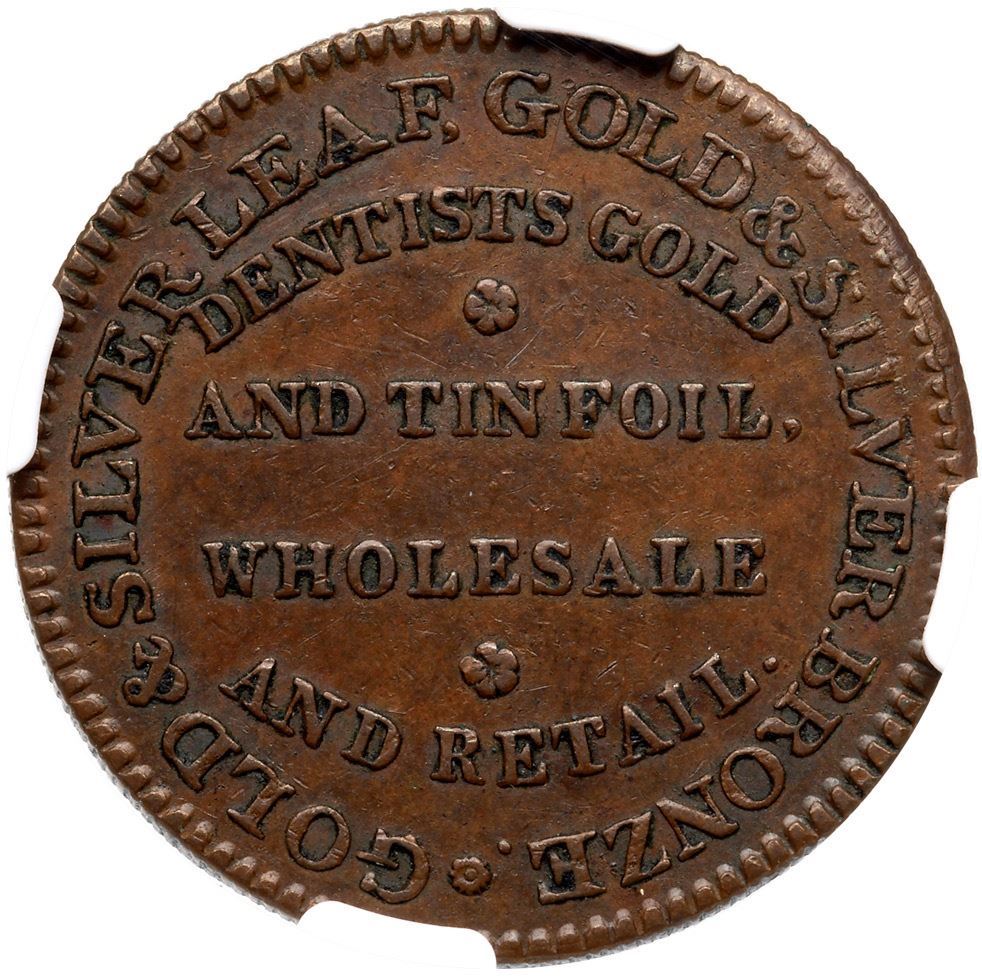 GOLD & SILVER LEAF, GOLD & SILVER BRONZE.
DENTISTS GOLD
AND TIN FOIL,
WHOLESALE
AND RETAIL.